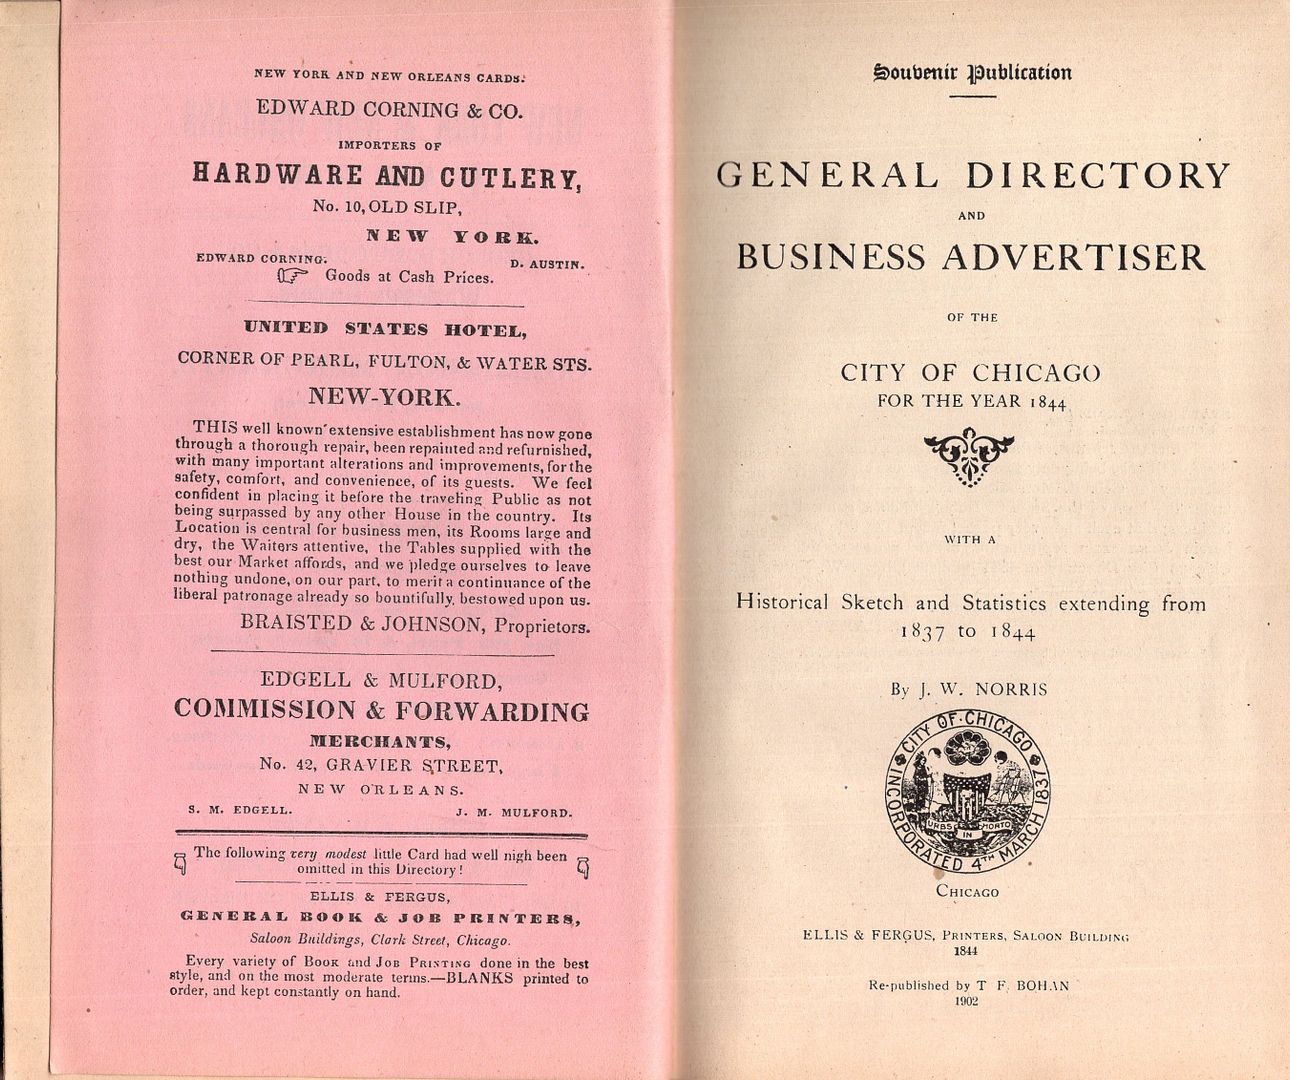 NEW YORK AND NEW ORLEANS CARDS.
EDWARD CORNING & CO.
IMPORTERS OF
HARDWARE AND CUTLERY,
No. 10, OLD SLIP,
NEW YORK.
EDWARD CORNING. D. AUSTIN.
Goods at Cash Prices.
UNITED STATES HOTEL,
CORNER OF PEARL, FULTON, & WATER STS.
NEW-YORK.
THIS well known extensive establishment has now gone
through a thorough repair, been repainted and refurnished,
with many important alterations and improvements, for the
safety, comfort, and convenience, of its guests. We feel
confident in placing it before the traveling Public as not
being surpassed by any other House in the country. Its
Location is central for business men, its Rooms large and
dry, the Waiters attentive, the Tables supplied with the
best our Market affords, and we pledge ourselves to leave
nothing undone, on our part, to merit a continuance of the
liberal patronage already so bountifully, bestowed upon us.
BRAISTED & JOHNSON, Proprietors.
EDGELL & MULFORD,
COMMISSION & FORWARDING
MERCHANTS,
No. 42, GRAVIER STREET,
NEW ORLEANS.
S. M. EDGELL. J. M. MULFORD.
The following very modest little Card had well nigh been
omitted in this Directory!
ELLIS & FERGUS,
GENERAL BOOK & JOB PRINTERS,
Saloon Buildings, Clark Street, Chicago.
Every variety of BOOK and JOB PRINTING done in the best
style, and on the most moderate terms.—BLANKS printed to
order, and kept constantly on hand.
Souvenir Publication
GENERAL DIRECTORY
AND
BUSINESS ADVERTISER
OF THE
CITY OF CHICAGO
FOR THE YEAR 1844
WITH A
Historical Sketch and Statistics extending from
1837 to 1844
By J. W. NORRIS
CITY OF CHICAGO
INCORPORATED 4TH MARCH 1837
URBS IN HORTO
CHICAGO
ELLIS & FERGUS, PRINTERS, SALOON BUILDING
1844
Re-published by T. F. BOHAN
1902